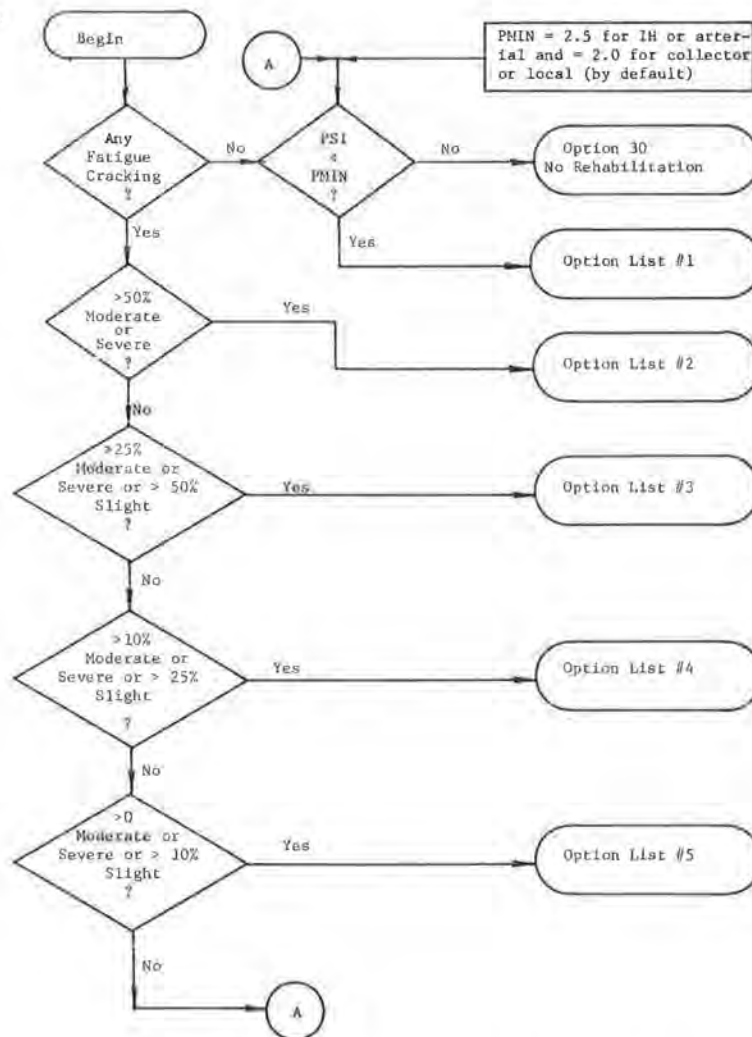 BegIn
A
PMIN = 2.5 for IH or arter-
ial and = 2.0 for collector
or local (by default)
Any
Fatigue
Cracking
?
No
PSI
<
PMIN
?
No
Option 30
No Rehabilitation
Yes
Yes
Option List #1
>50%
Moderate
or
Severe
?
Yes
Option List #2
No
>25%
Moderate or
Severe or > 50%
Slight
?
Yes
Option List #3
No
>10%
Moderate or
Severe or > 25%
Slight
?
Yes
Option List #4
No
>0
Moderate or
Severe or > 10%
Slight
?
Yes
Option List #5
No
A